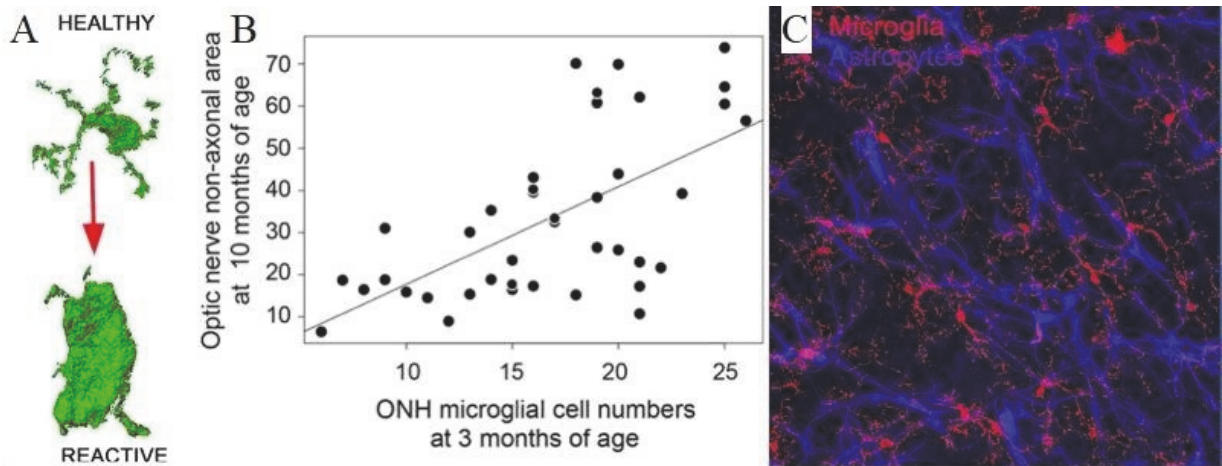 A
HEALTHY
REACTIVE
B
Optic nerve non-axonal area
at 10 months of age
70
60
50
40
30
20
10
10
15
20
25
ONH microglial cell numbers
at 3 months of age
C
Microglia
Astrocytes